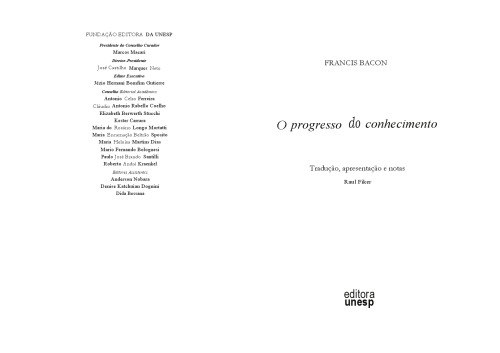 FUNDAÇÃO EDITORA DA UNESP
Presidente do Conselho Curador
Marcos Macari
Diretor-Presidente
José Castilho Marques Neto
Editor Executivo
Jézio Hernani Bomfim Gutierre
Conselho Editorial Acadêmico
Antonio Celso Ferreira
Cláudio Antonio Rabello Coelho
Elizabeth Berwerth Stucchi
Kester Carrara
Maria do Rosário Longo Mortatti
Maria Encarnação Beltrão Sposito
Maria Heloísa Martins Dias
Mario Fernando Bolognesi
Paulo José Brando Santilli
Roberto André Kraenkel
Editores Assistentes
Anderson Nobara
Denise Katchuian Dognini
Dida Bessana
FRANCIS BACON
O progresso do conhecimento
Tradução, apresentação e notas
Raul Fiker
editora
unesp